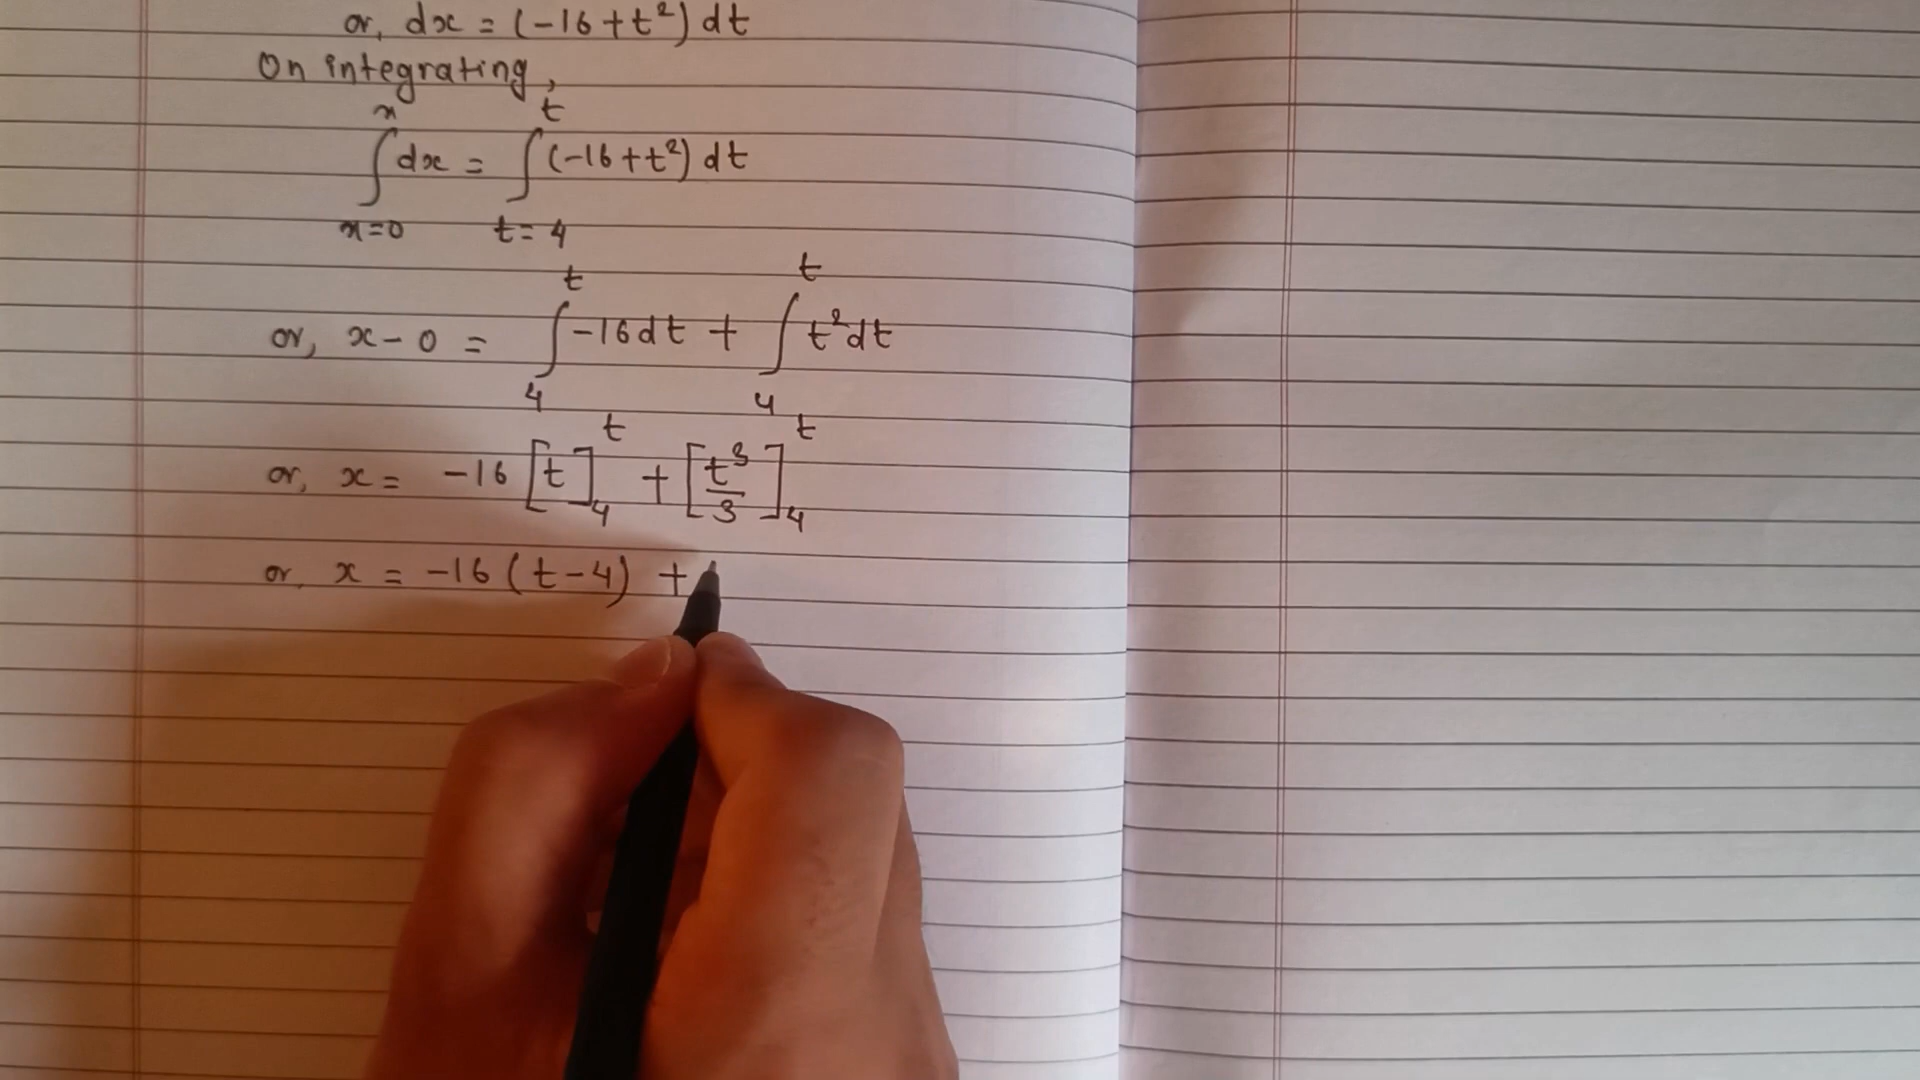 or, dx = (-16+t²) dt
On integrating,
x t
∫dx = ∫(-16+t²) dt
x=0 t=4
t t
or, x-0 = ∫-16dt + ∫t²dt
4 4
t t
or, x = -16 [t] + [t³/3]
4 4
or, x = -16 (t-4) +